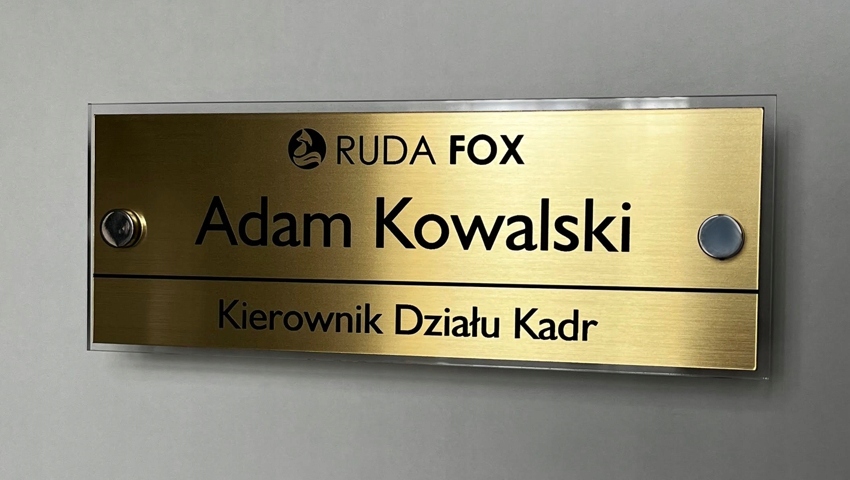 RUDA FOX
Adam Kowalski
Kierownik Działu Kadr